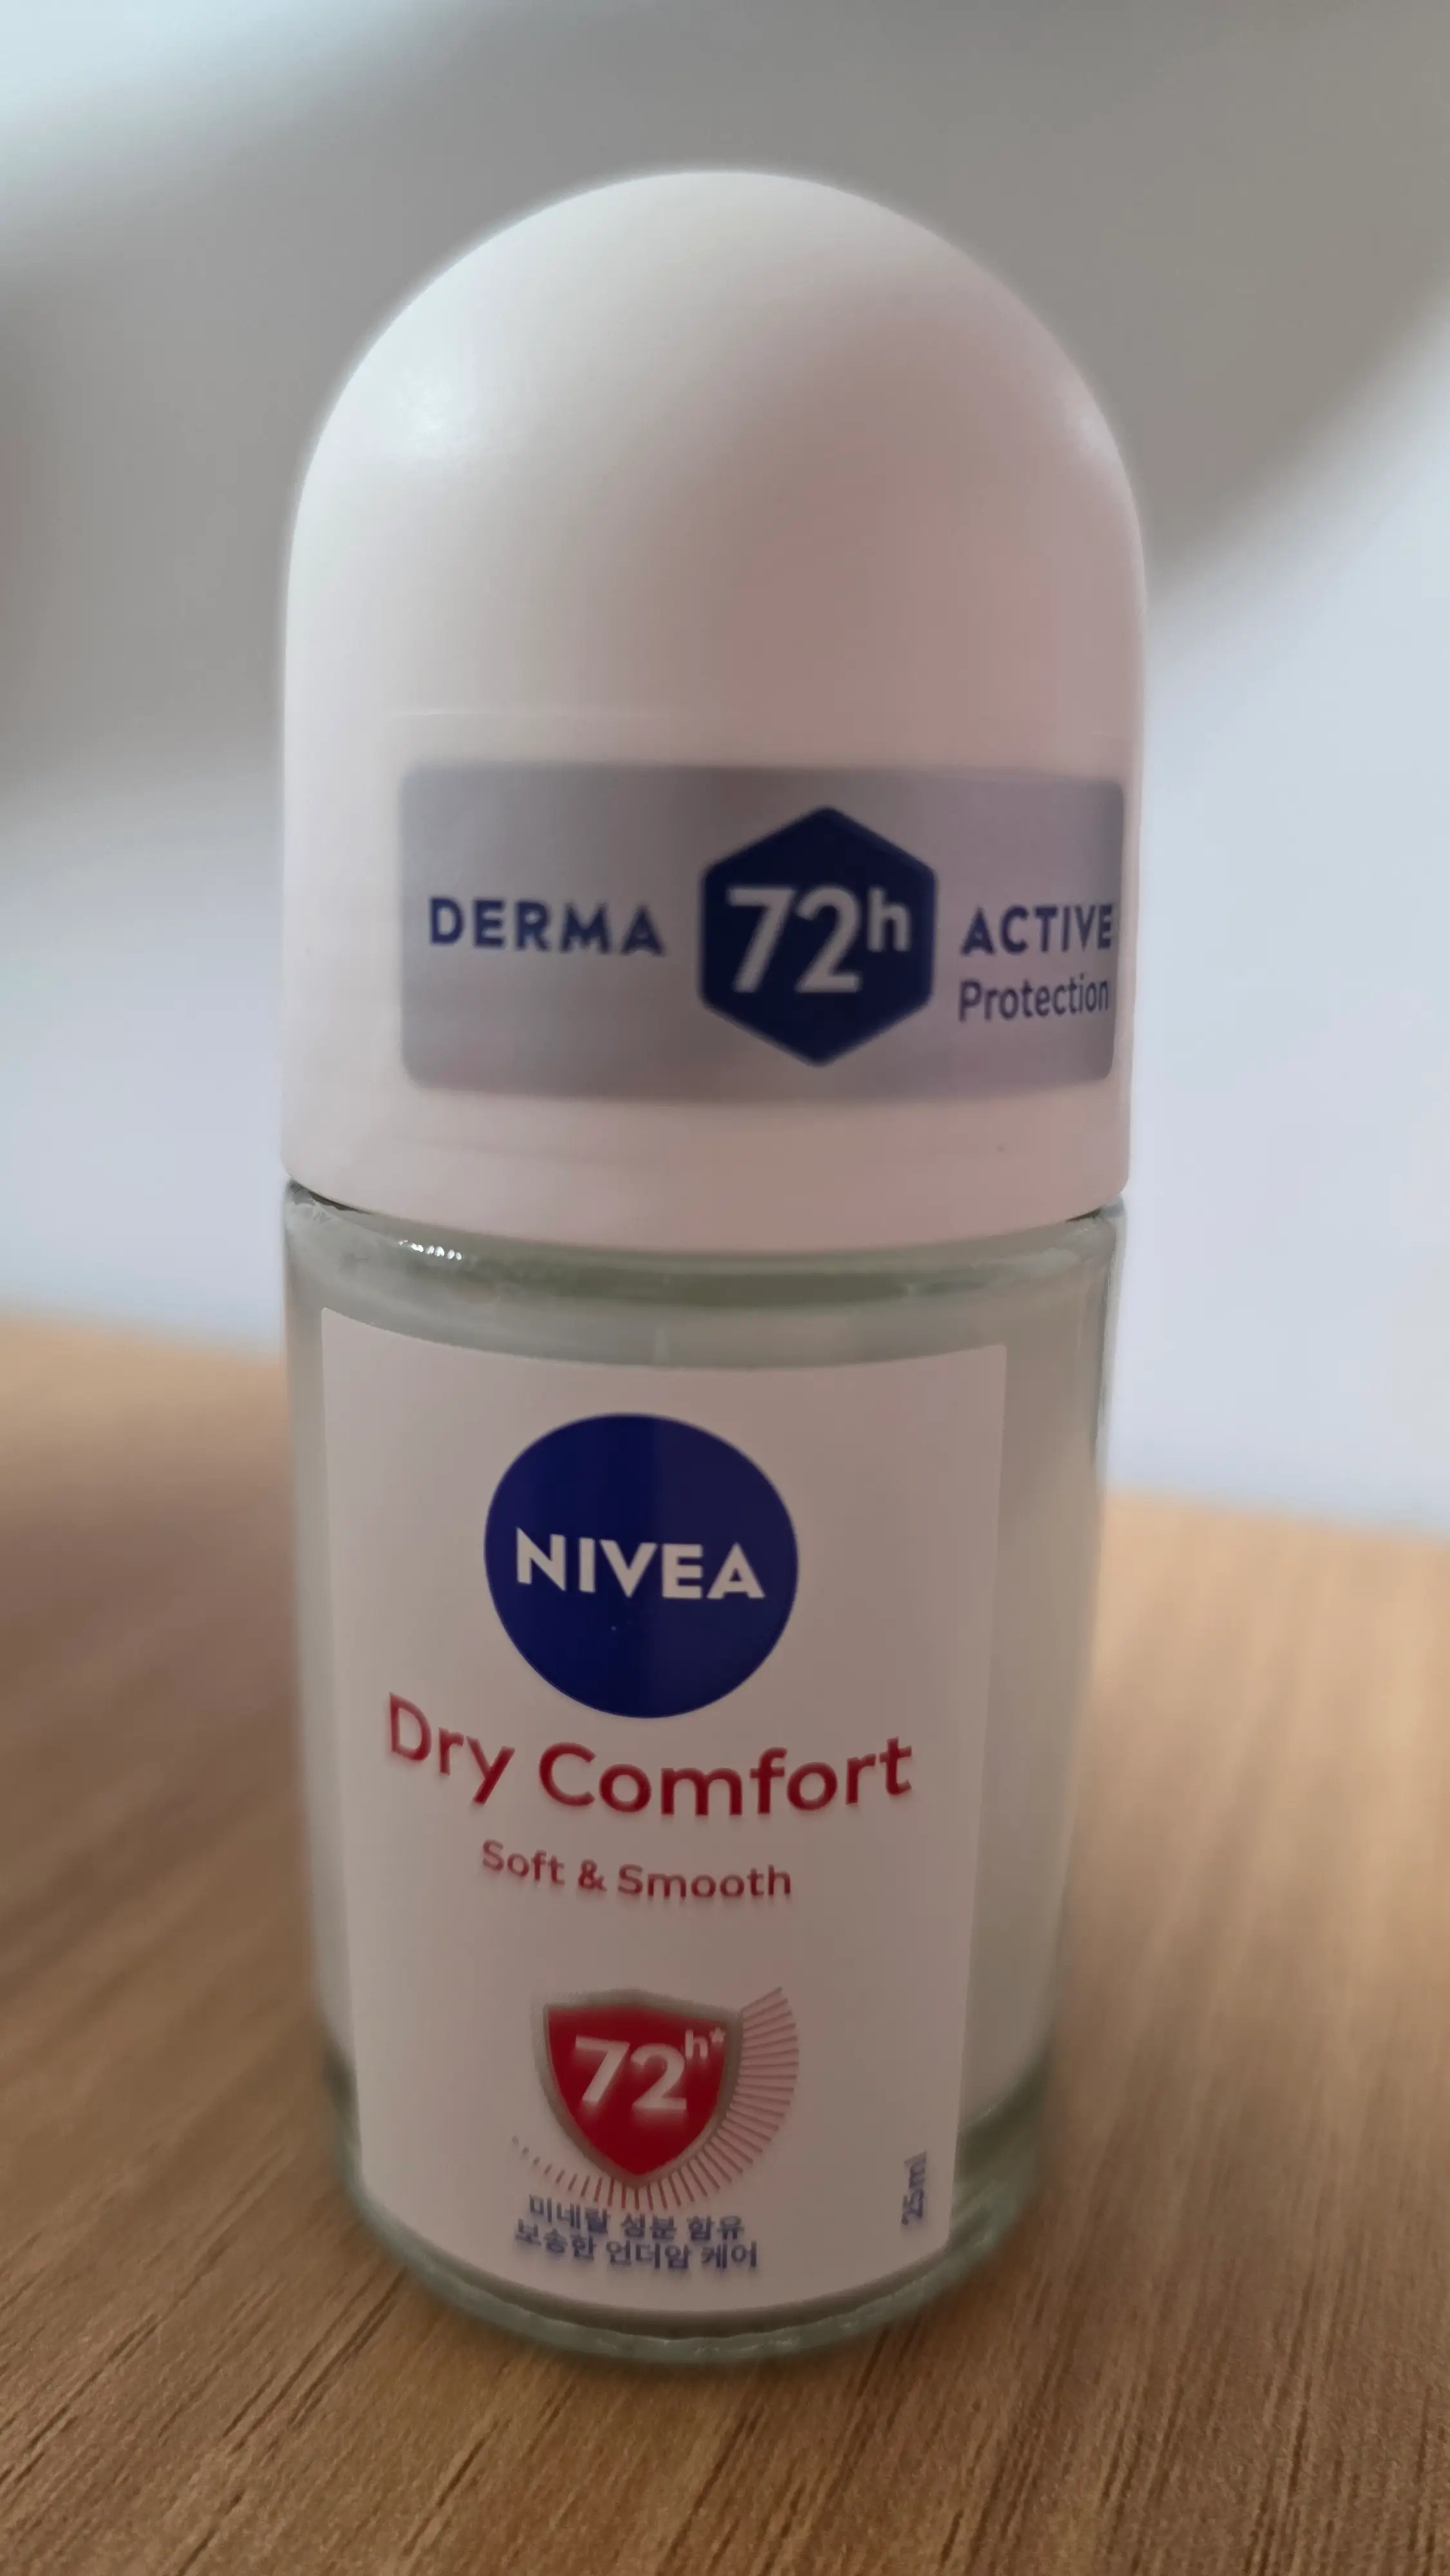 DERMA 72h ACTIVE
Protection
NIVEA
Dry Comfort
Soft & Smooth
72h*
미네랄 성분 함유
보송한 언더암 케어
25ml